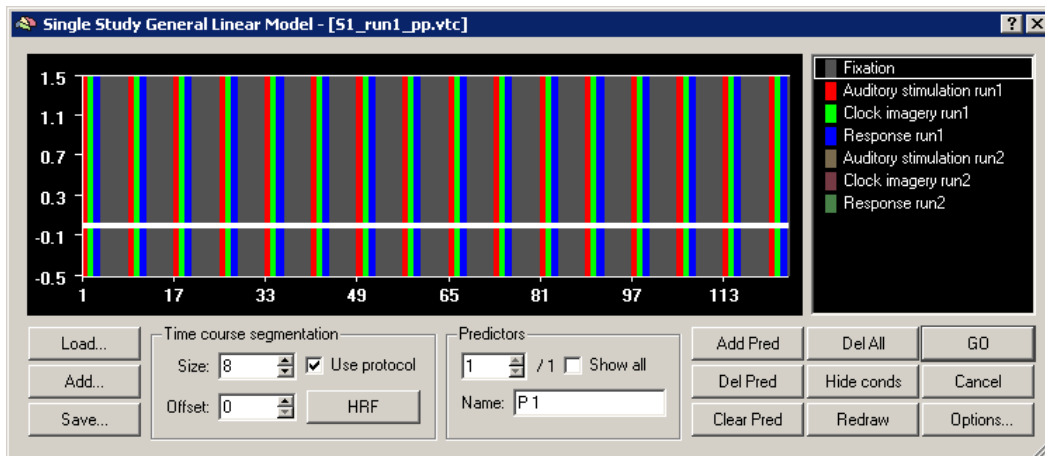 Single Study General Linear Model - [S1_run1_pp.vtc]
1.5
1.1
0.7
0.3
-0.1
-0.5
1 17 33 49 65 81 97 113
Fixation
Auditory stimulation run1
Clock imagery run1
Response run1
Auditory stimulation run2
Clock imagery run2
Response run2
Load...
Add...
Save...
Time course segmentation
Size: 8 Use protocol
Offset: 0 HRF
Predictors
1 / 1 Show all
Name: P 1
Add Pred Del All GO
Del Pred Hide conds Cancel
Clear Pred Redraw Options...